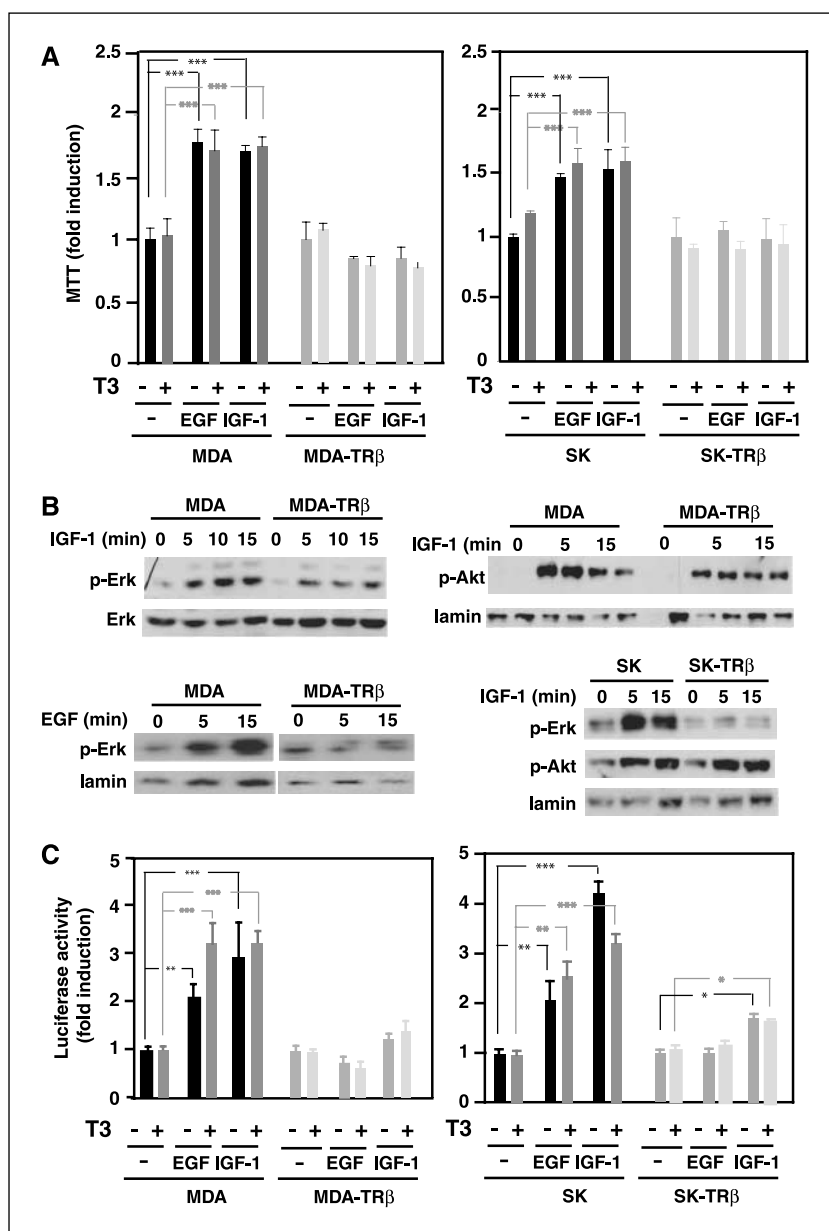 A
MTT (fold induction)
2.5
2
1.5
1
0.5
0
*** ***
*** ***
T3 - + - + - + - + - + - +
- EGF IGF-1 - EGF IGF-1
MDA MDA-TRβ
2.5
2
1.5
1
0.5
0
*** ***
*** ***
- + - + - + - + - + - +
- EGF IGF-1 - EGF IGF-1
SK SK-TRβ
B
MDA MDA-TRβ
IGF-1 (min) 0 5 10 15 0 5 10 15
p-Erk
Erk
MDA MDA-TRβ
IGF-1 (min 0 5 15 0 5 15
p-Akt
lamin
MDA MDA-TRβ
EGF (min) 0 5 15 0 5 15
p-Erk
lamin
SK SK-TRβ
IGF-1 (min) 0 5 15 0 5 15
p-Erk
p-Akt
lamin
C
Luciferase activity
(fold induction)
5
4
3
2
1
0
***
***
***
**
T3 - + - + - + - + - + - +
- EGF IGF-1 - EGF IGF-1
MDA MDA-TRβ
5
4
3
2
1
0
***
***
**
**
*
*
- + - + - + - + - + - +
- EGF IGF-1 - EGF IGF-1
SK SK-TRβ